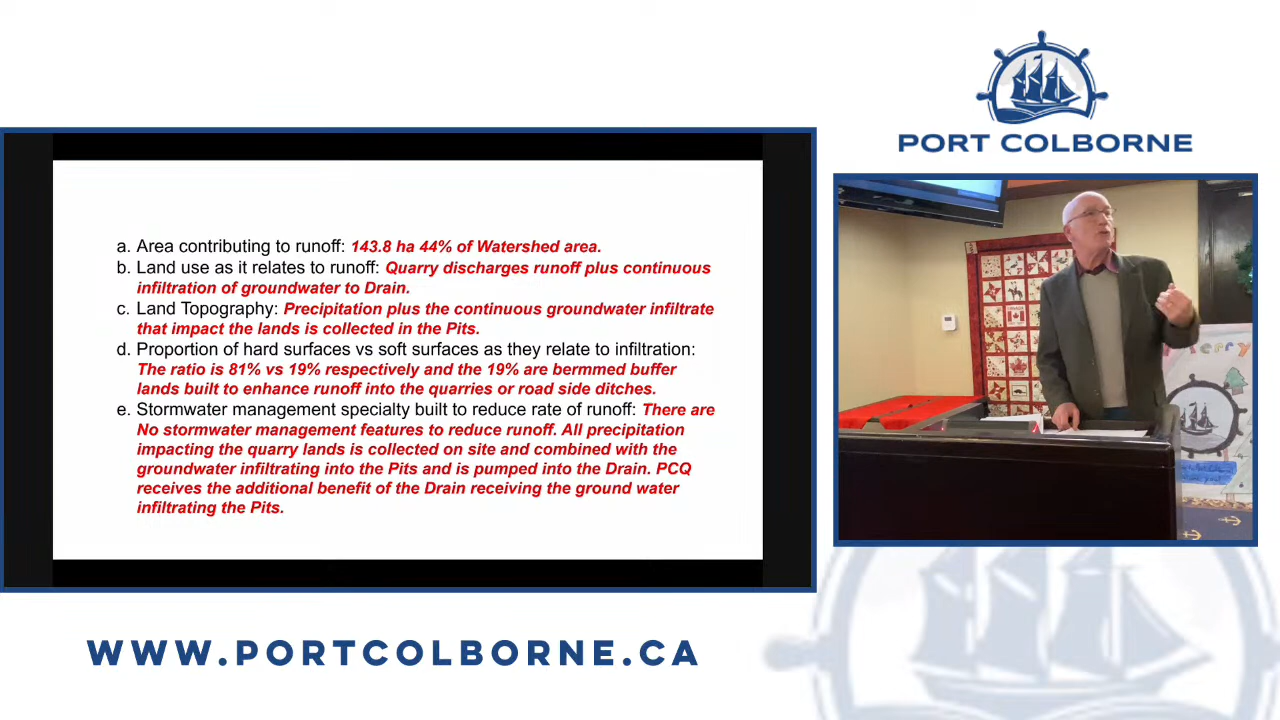 PORT COLBORNE
a. Area contributing to runoff: 143.8 ha 44% of Watershed area.
b. Land use as it relates to runoff: Quarry discharges runoff plus continuous
infiltration of groundwater to Drain.
c. Land Topography: Precipitation plus the continuous groundwater infiltrate
that impact the lands is collected in the Pits.
d. Proportion of hard surfaces vs soft surfaces as they relate to infiltration:
The ratio is 81% vs 19% respectively and the 19% are bermmed buffer
lands built to enhance runoff into the quarries or road side ditches.
e. Stormwater management specialty built to reduce rate of runoff: There are
No stormwater management features to reduce runoff. All precipitation
impacting the quarry lands is collected on site and combined with the
groundwater infiltrating into the Pits and is pumped into the Drain. PCQ
receives the additional benefit of the Drain receiving the ground water
infiltrating the Pits.
WWW.PORTCOLBORNE.CA